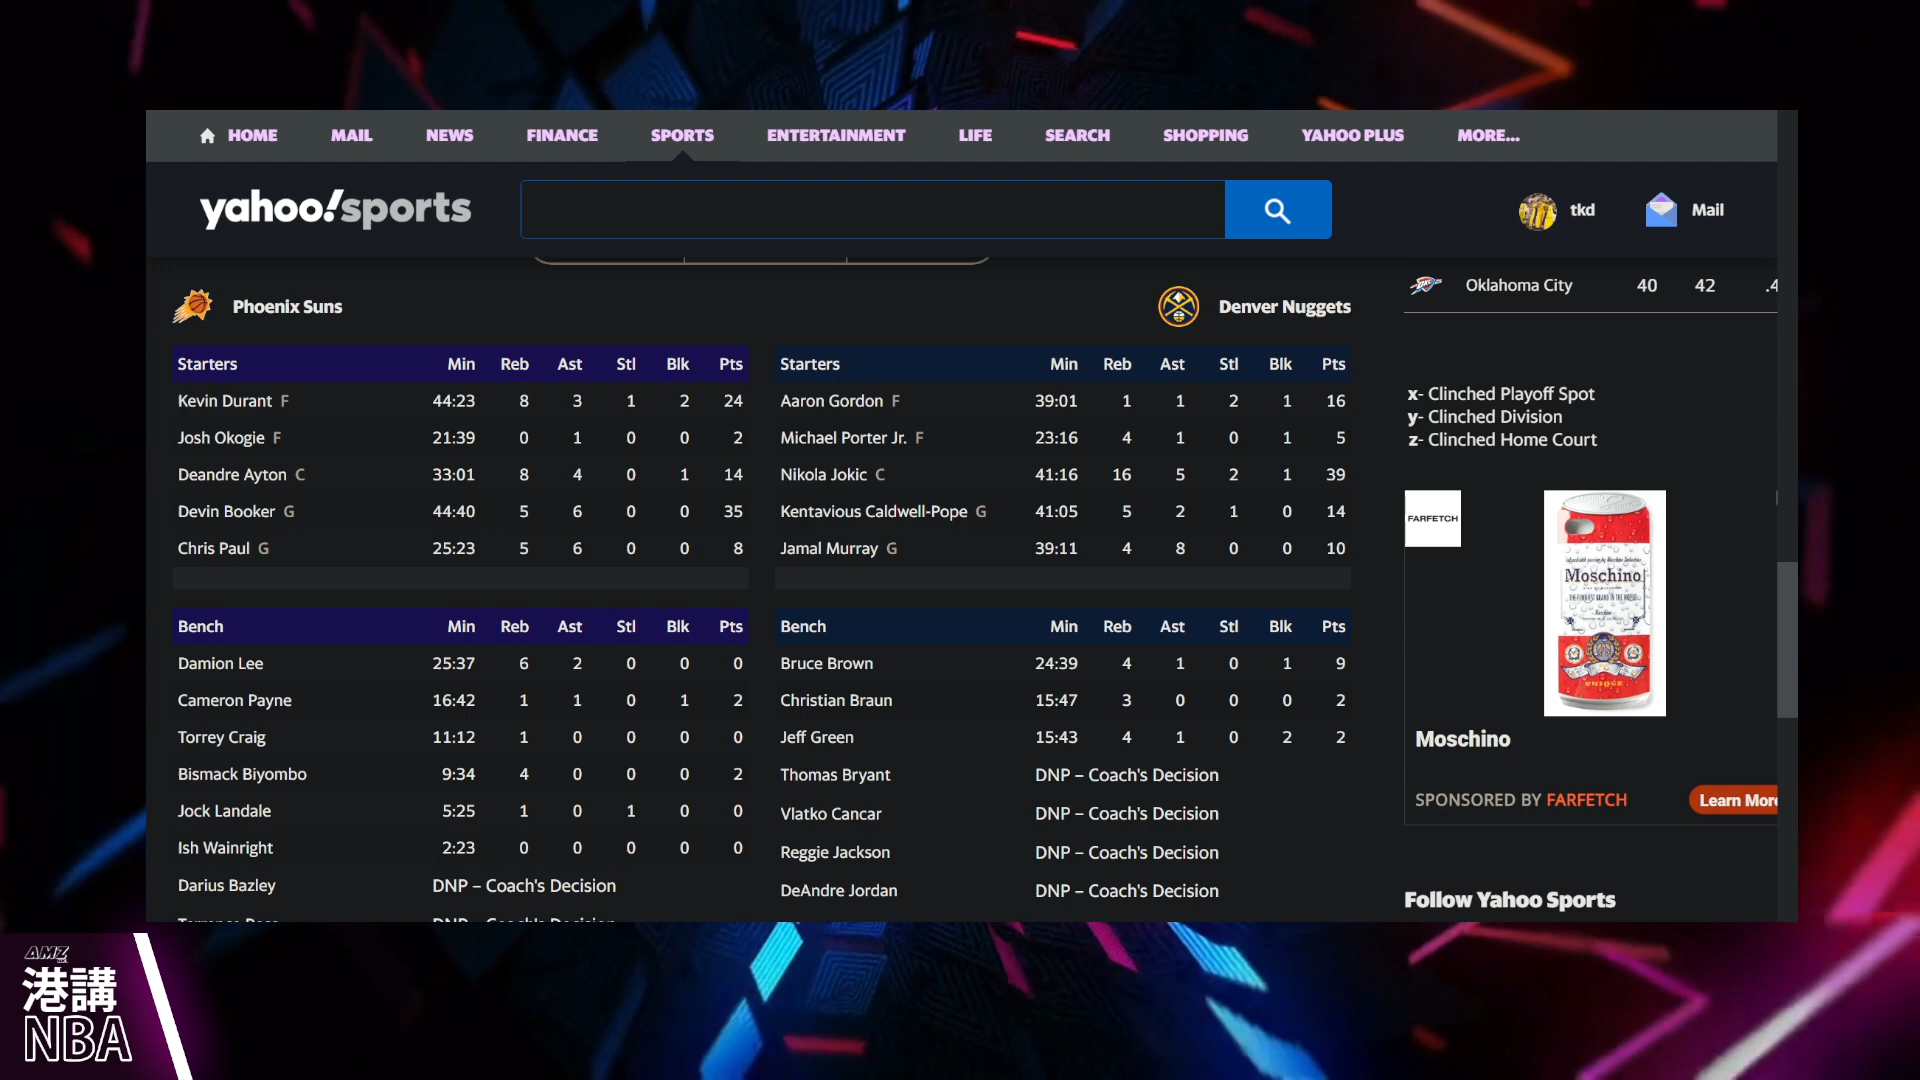 HOME MAIL NEWS FINANCE SPORTS ENTERTAINMENT LIFE SEARCH SHOPPING YAHOO PLUS MORE...
yahoo!sports tkd Mail
Phoenix Suns
Denver Nuggets
Starters Min Reb Ast Stl Blk Pts
Kevin Durant F 44:23 8 3 1 2 24
Josh Okogie F 21:39 0 1 0 0 2
Deandre Ayton C 33:01 8 4 0 1 14
Devin Booker G 44:40 5 6 0 0 35
Chris Paul G 25:23 5 6 0 0 8
Bench Min Reb Ast Stl Blk Pts
Damion Lee 25:37 6 2 0 0 0
Cameron Payne 16:42 1 1 0 1 2
Torrey Craig 11:12 1 0 0 0 0
Bismack Biyombo 9:34 4 0 0 0 2
Jock Landale 5:25 1 0 1 0 0
Ish Wainright 2:23 0 0 0 0 0
Darius Bazley DNP – Coach's Decision
Starters Min Reb Ast Stl Blk Pts
Aaron Gordon F 39:01 1 1 2 1 16
Michael Porter Jr. F 23:16 4 1 0 1 5
Nikola Jokic C 41:16 16 5 2 1 39
Kentavious Caldwell-Pope G 41:05 5 2 1 0 14
Jamal Murray G 39:11 4 8 0 0 10
Bench Min Reb Ast Stl Blk Pts
Bruce Brown 24:39 4 1 0 1 9
Christian Braun 15:47 3 0 0 0 2
Jeff Green 15:43 4 1 0 2 2
Thomas Bryant DNP – Coach's Decision
Vlatko Cancar DNP – Coach's Decision
Reggie Jackson DNP – Coach's Decision
DeAndre Jordan DNP – Coach's Decision
Oklahoma City 40 42 .4
x- Clinched Playoff Spot
y- Clinched Division
z- Clinched Home Court
FARFETCH
Moschino
UNIQUE
Moschino
SPONSORED BY FARFETCH Learn More
Follow Yahoo Sports
AMZ
港講
NBA